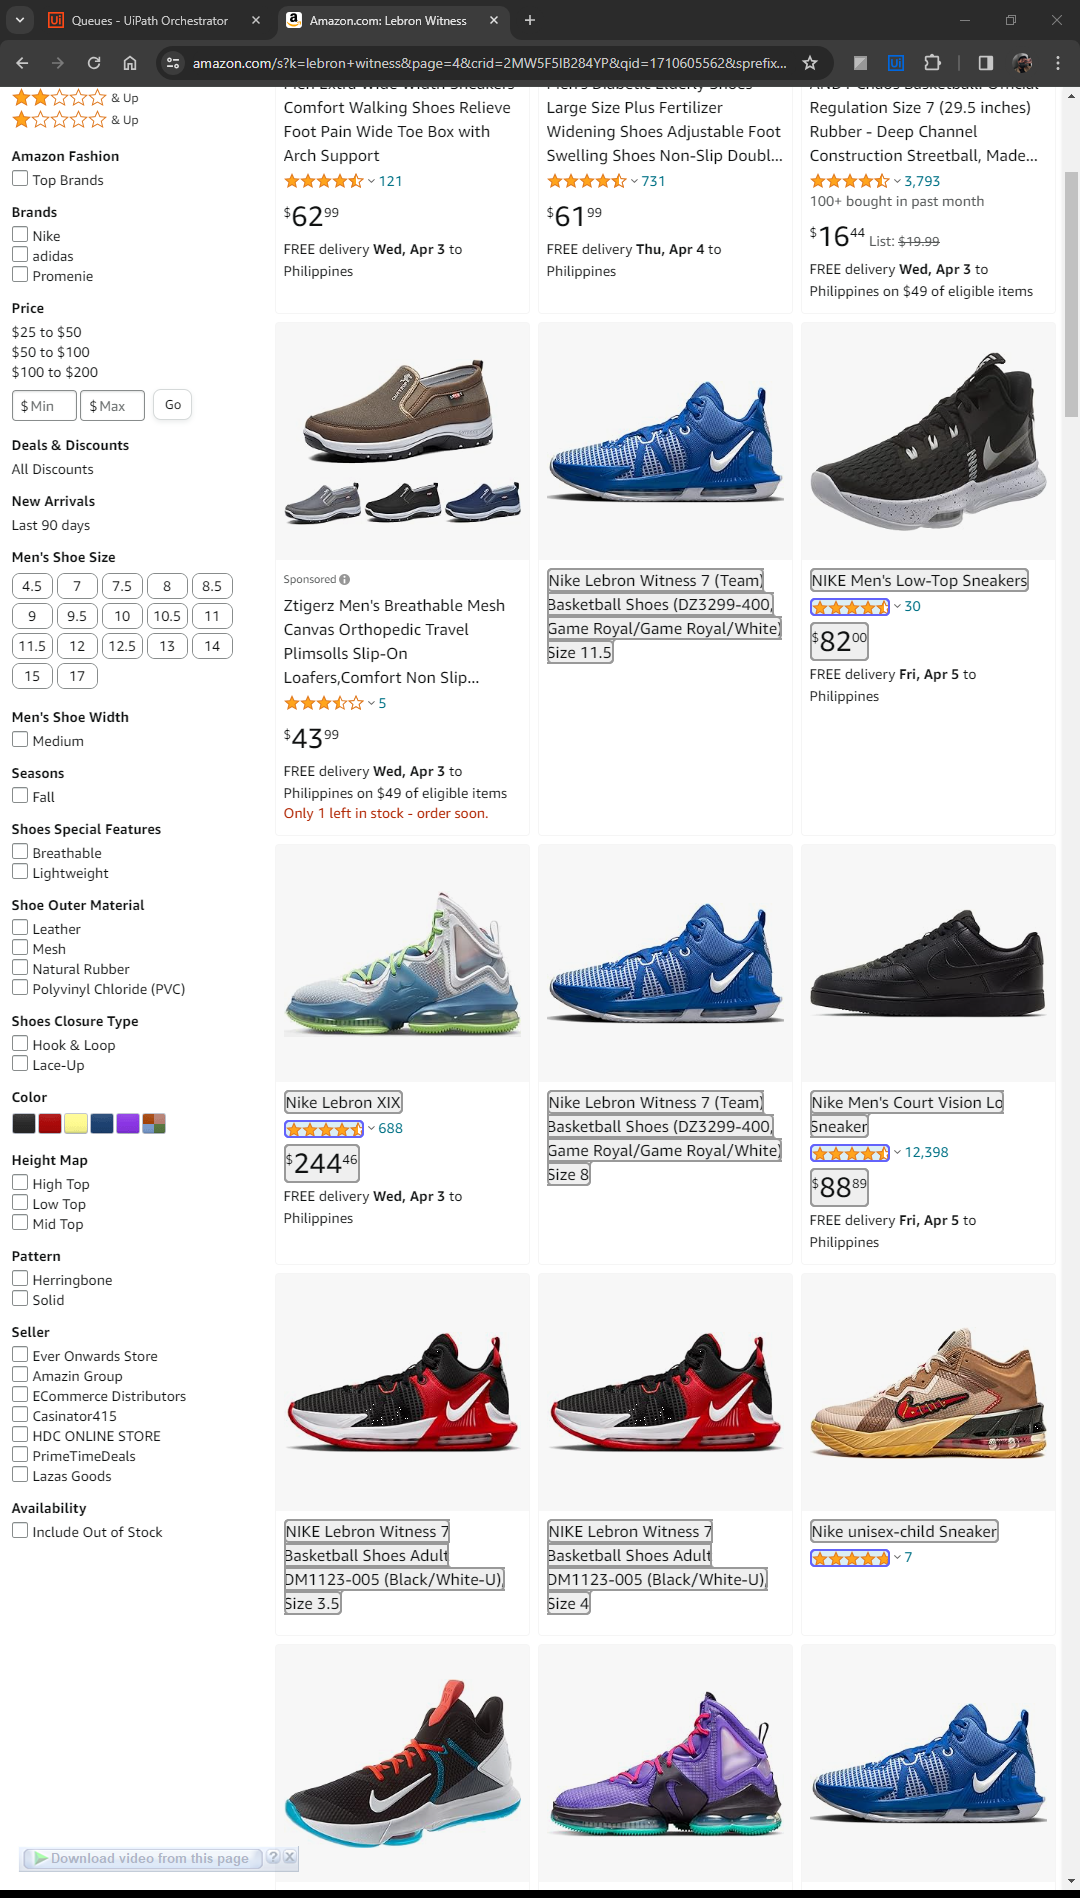 Queues - UiPath Orchestrator
Amazon.com: Lebron Witness
amazon.com/s?k=lebron+witness&page=4&crid=2MW5F5IB284YP&qid=1710605562&sprefix...
& Up
& Up
Amazon Fashion
Top Brands
Brands
Nike
adidas
Promenie
Price
$25 to $50
$50 to $100
$100 to $200
$ Min
$ Max
Go
Deals & Discounts
All Discounts
New Arrivals
Last 90 days
Men's Shoe Size
4.5 7 7.5 8 8.5
9 9.5 10 10.5 11
11.5 12 12.5 13 14
15 17
Men's Shoe Width
Medium
Seasons
Fall
Shoes Special Features
Breathable
Lightweight
Shoe Outer Material
Leather
Mesh
Natural Rubber
Polyvinyl Chloride (PVC)
Shoes Closure Type
Hook & Loop
Lace-Up
Color
Height Map
High Top
Low Top
Mid Top
Pattern
Herringbone
Solid
Seller
Ever Onwards Store
Amazin Group
ECommerce Distributors
Casinator415
HDC ONLINE STORE
PrimeTimeDeals
Lazas Goods
Availability
Include Out of Stock
Comfort Walking Shoes Relieve
Foot Pain Wide Toe Box with
Arch Support
121
$62 99
FREE delivery Wed, Apr 3 to
Philippines
Large Size Plus Fertilizer
Widening Shoes Adjustable Foot
Swelling Shoes Non-Slip Doubl...
731
$61 99
FREE delivery Thu, Apr 4 to
Philippines
Regulation Size 7 (29.5 inches)
Rubber - Deep Channel
Construction Streetball, Made...
3,793
100+ bought in past month
$16 44 List: $19.99
FREE delivery Wed, Apr 3 to
Philippines on $49 of eligible items
Sponsored
Ztigerz Men's Breathable Mesh
Canvas Orthopedic Travel
Plimsolls Slip-On
Loafers,Comfort Non Slip...
5
$43 99
FREE delivery Wed, Apr 3 to
Philippines on $49 of eligible items
Only 1 left in stock - order soon.
Nike Lebron Witness 7 (Team)
Basketball Shoes (DZ3299-400,
Game Royal/Game Royal/White)
Size 11.5
NIKE Men's Low-Top Sneakers
30
$82 00
FREE delivery Fri, Apr 5 to
Philippines
Nike Lebron XIX
688
$244 46
FREE delivery Wed, Apr 3 to
Philippines
Nike Lebron Witness 7 (Team)
Basketball Shoes (DZ3299-400,
Game Royal/Game Royal/White)
Size 8
Nike Men's Court Vision Lo
Sneaker
12,398
$88 89
FREE delivery Fri, Apr 5 to
Philippines
NIKE Lebron Witness 7
Basketball Shoes Adult
DM1123-005 (Black/White-U),
Size 3.5
NIKE Lebron Witness 7
Basketball Shoes Adult
DM1123-005 (Black/White-U),
Size 4
Nike unisex-child Sneaker
7
Download video from this page ? X